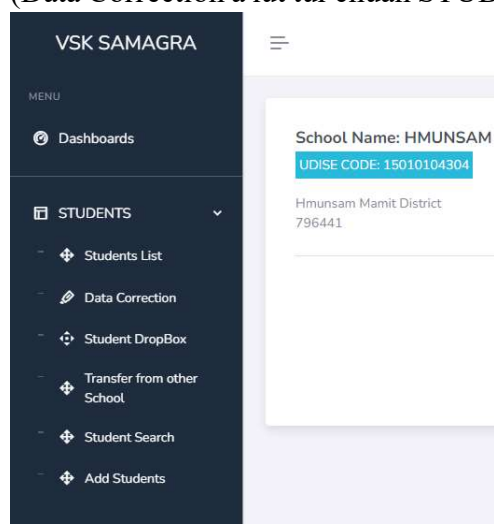 VSK SAMAGRA
MENU
Dashboards
STUDENTS
Students List
Data Correction
Student DropBox
Transfer from other
School
Student Search
Add Students
School Name: HMUNSAM
UDISE CODE: 15010104304
Hmunsam Mamit District
796441